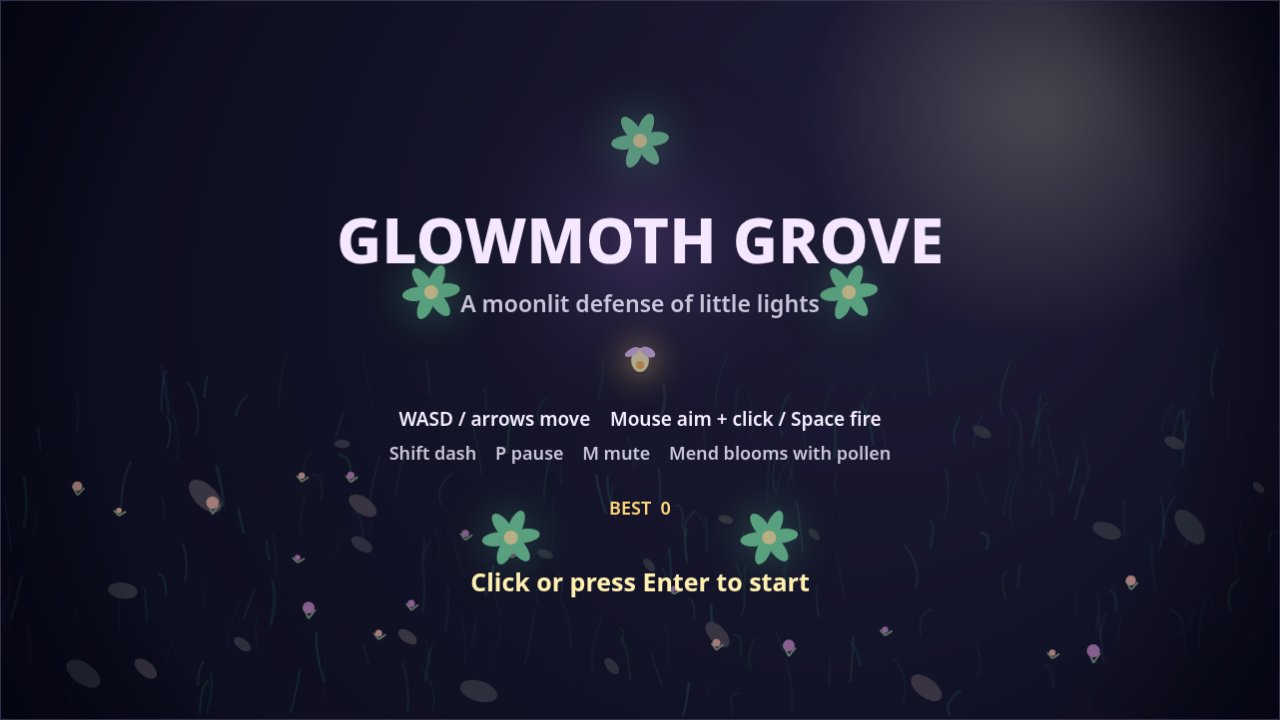 GLOWMOTH GROVE
A moonlit defense of little lights
WASD / arrows move    Mouse aim + click / Space fire
Shift dash    P pause    M mute    Mend blooms with pollen
BEST 0
Click or press Enter to start